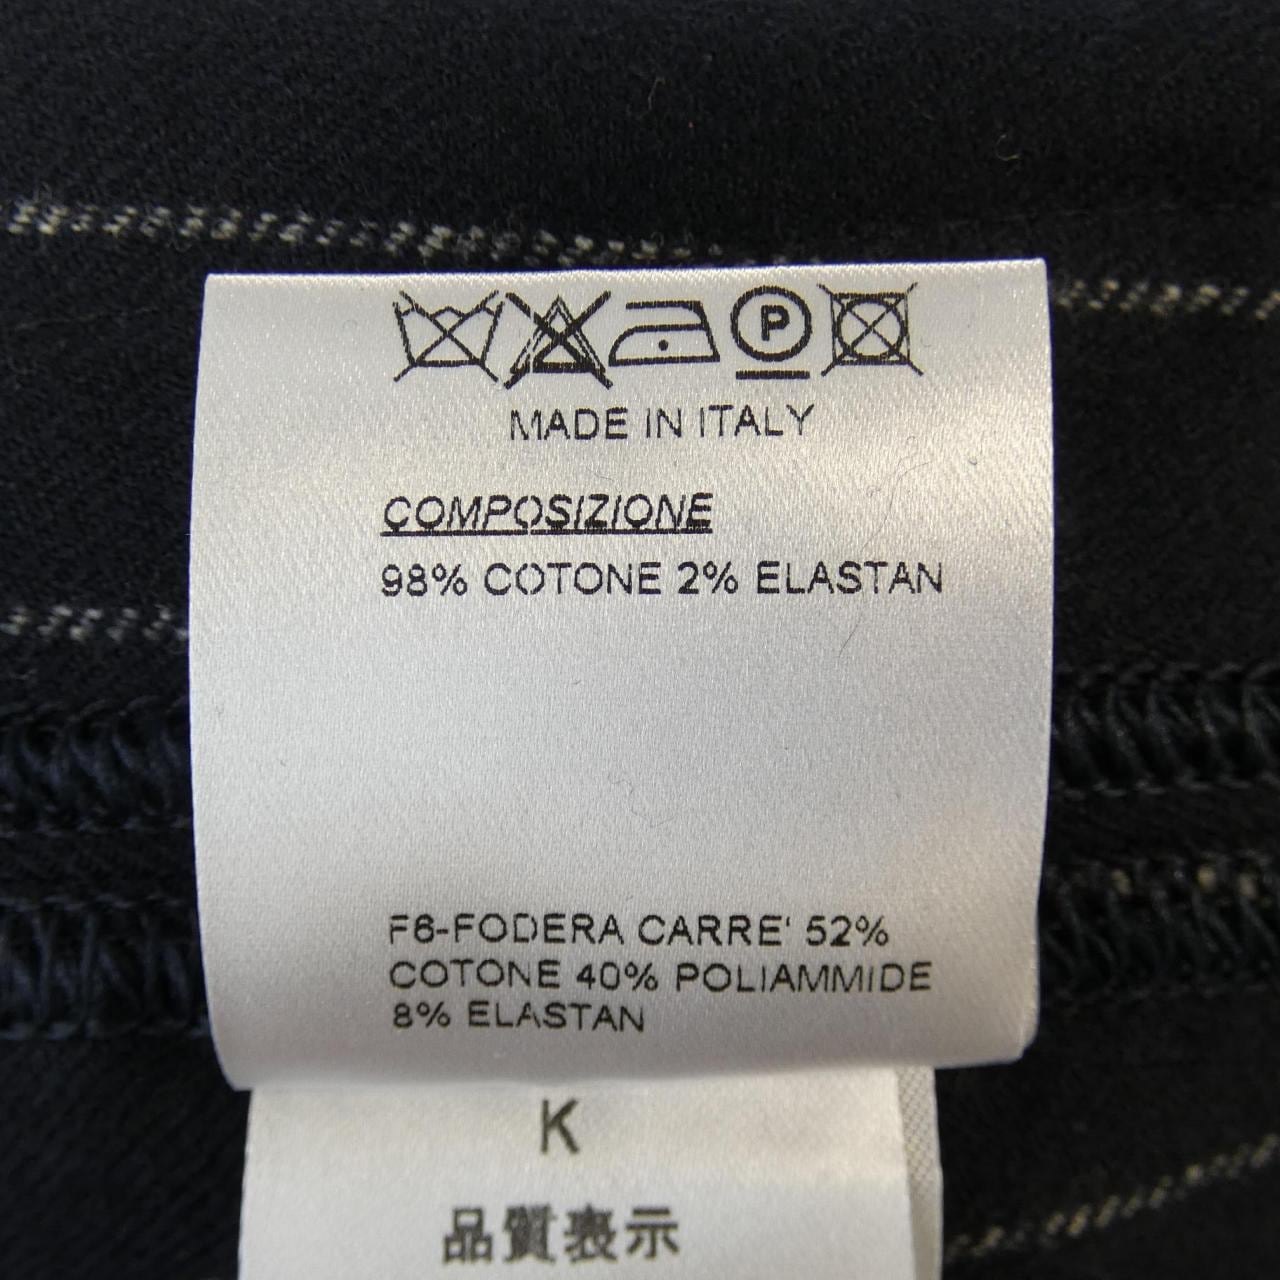 P
MADE IN ITALY
COMPOSIZIONE
98% COTONE 2% ELASTAN
F6-FODERA CARRE' 52%
COTONE 40% POLIAMMIDE
8% ELASTAN
K
品質表示